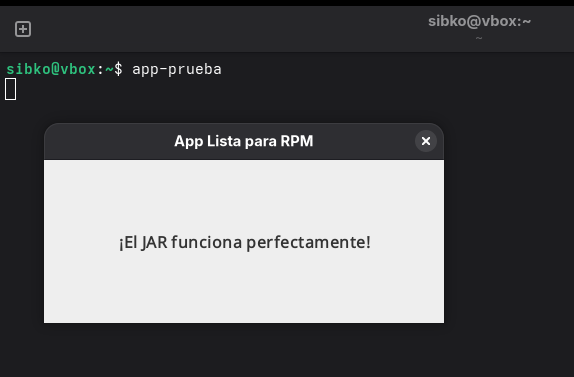 sibko@vbox:~
~
sibko@vbox:~$ app-prueba
App Lista para RPM
¡El JAR funciona perfectamente!